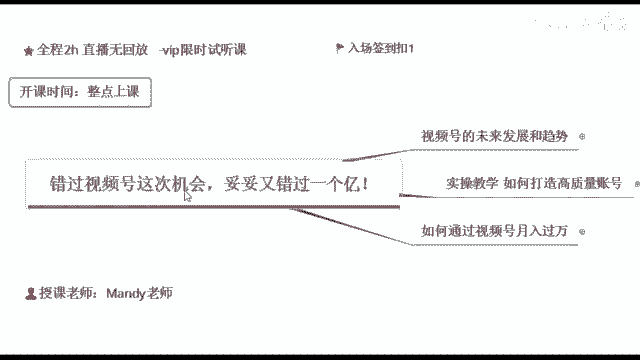 全程2h 直播无回放 -vip限时试听课
入场签到扣1
开课时间：整点上课
视频号的未来发展和趋势
错过视频号这次机会，妥妥又错过一个亿！
实操教学 如何打造高质量账号
如何通过视频号月入过万
授课老师：Mandy老师